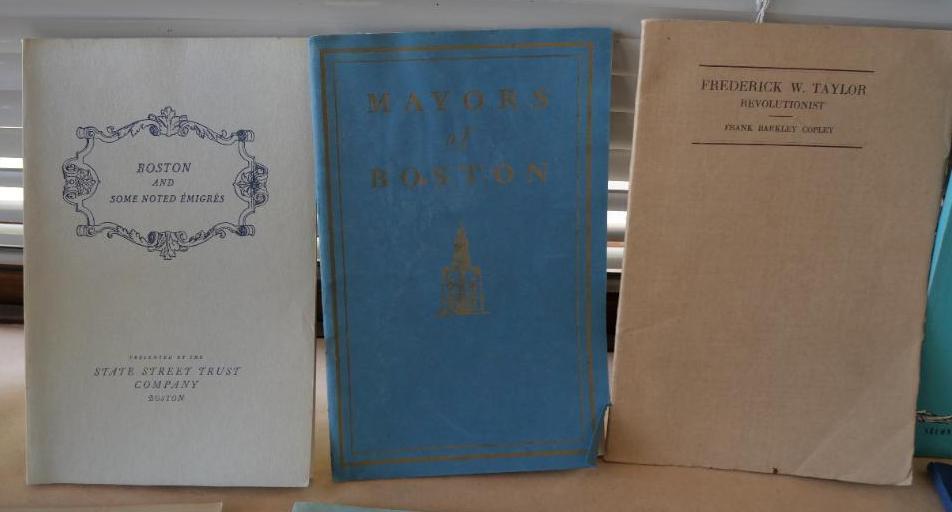 BOSTON
AND
SOME NOTED ÉMIGRÉS
PRESENTED BY THE
STATE STREET TRUST
COMPANY
BOSTON
MAYORS
of
BOSTON
FREDERICK W. TAYLOR
REVOLUTIONIST
FRANK BARKLEY COPLEY